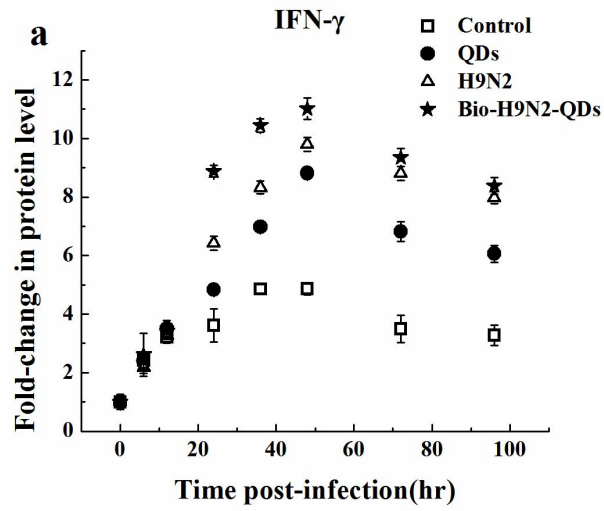 a
IFN-γ
Control
QDs
H9N2
Bio-H9N2-QDs
Fold-change in protein level
12
10
8
6
4
2
0
0 20 40 60 80 100
Time post-infection(hr)